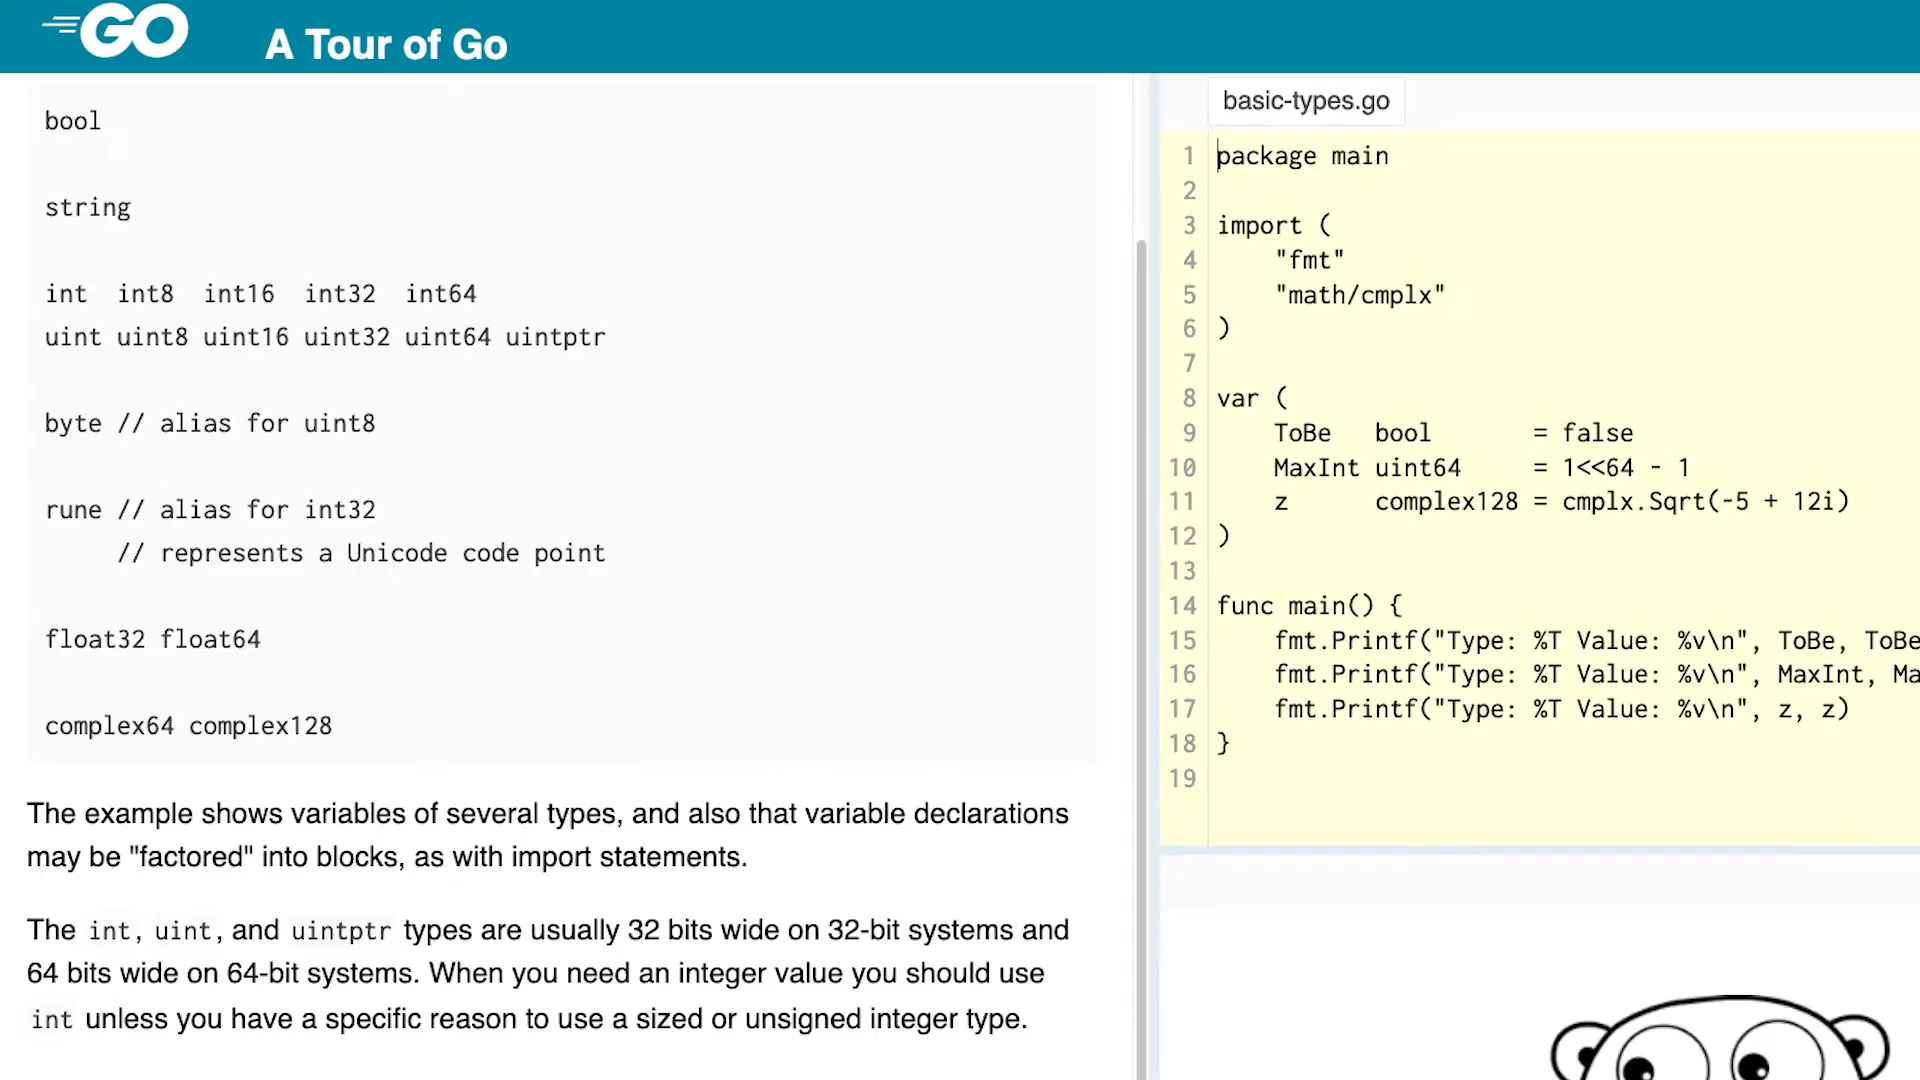 GO
A Tour of Go
bool
string
int  int8  int16  int32  int64
uint uint8 uint16 uint32 uint64 uintptr
byte // alias for uint8
rune // alias for int32
     // represents a Unicode code point
float32 float64
complex64 complex128
The example shows variables of several types, and also that variable declarations
may be "factored" into blocks, as with import statements.
The int, uint, and uintptr types are usually 32 bits wide on 32-bit systems and
64 bits wide on 64-bit systems. When you need an integer value you should use
int unless you have a specific reason to use a sized or unsigned integer type.
basic-types.go
1 package main
2
3 import (
4     "fmt"
5     "math/cmplx"
6 )
7
8 var (
9     ToBe   bool       = false
10     MaxInt uint64     = 1<<64 - 1
11     z      complex128 = cmplx.Sqrt(-5 + 12i)
12 )
13
14 func main() {
15     fmt.Printf("Type: %T Value: %v\n", ToBe, ToBe
16     fmt.Printf("Type: %T Value: %v\n", MaxInt, Ma
17     fmt.Printf("Type: %T Value: %v\n", z, z)
18 }
19